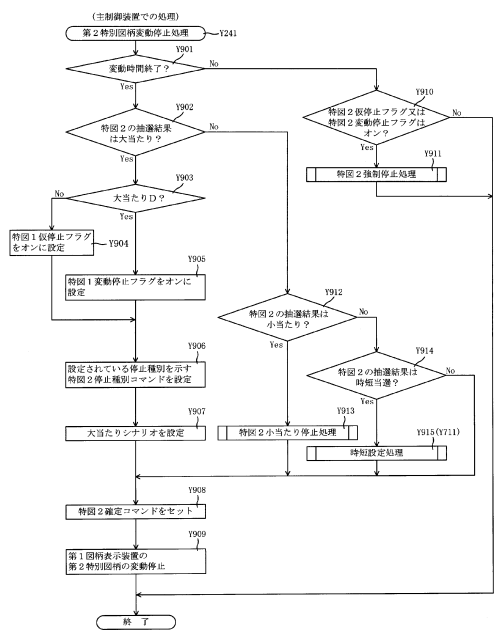 （主制御装置での処理）
第２特別図柄変動停止処理
Y241
変動時間終了？
Y901
No
Yes
特図２の抽選結果
は大当たり？
Y902
No
Yes
大当たりＤ？
Y903
No
Yes
特図１仮停止フラグ
をオンに設定
Y904
特図１変動停止フラグをオンに
設定
Y905
設定されている停止種別を示す
特図２停止種別コマンドを設定
Y906
大当たりシナリオを設定
Y907
特図２確定コマンドをセット
Y908
第１図柄表示装置の
第２特別図柄の変動停止
Y909
終 了
特図２仮停止フラグ又は
特図２変動停止フラグは
オン？
Y910
No
Yes
特図２強制停止処理
Y911
特図２の抽選結果は
小当たり？
Y912
No
Yes
特図２小当たり停止処理
Y913
特図２の抽選結果は
時短当選？
Y914
No
Yes
時短設定処理
Y915(Y711)